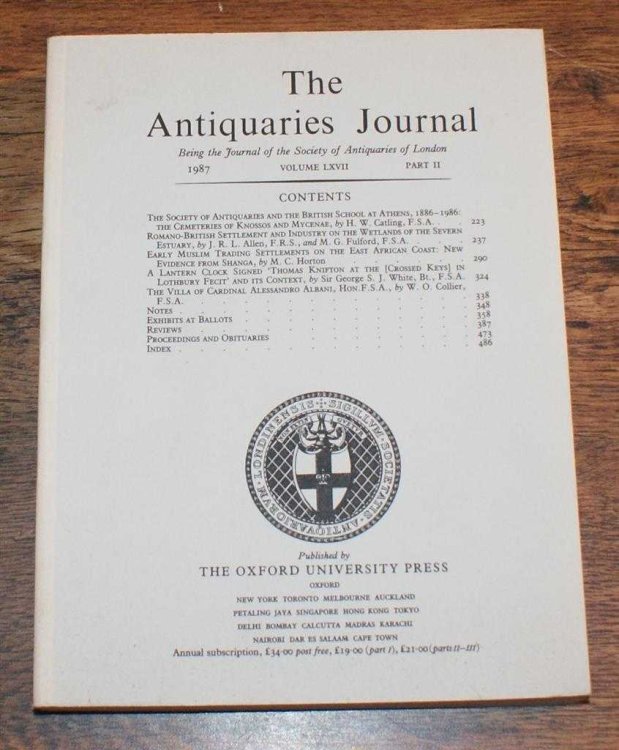 The
Antiquaries Journal
Being the Journal of the Society of Antiquaries of London
1987 VOLUME LXVII PART II
CONTENTS
THE SOCIETY OF ANTIQUARIES AND THE BRITISH SCHOOL AT ATHENS, 1886–1986:
THE CEMETERIES OF KNOSSOS AND MYCENAE, by H. W. Catling, F.S.A. . . 223
ROMANO-BRITISH SETTLEMENT AND INDUSTRY ON THE WETLANDS OF THE SEVERN
ESTUARY, by J. R. L. Allen, F.R.S., and M. G. Fulford, F.S.A. . 237
EARLY MUSLIM TRADING SETTLEMENTS ON THE EAST AFRICAN COAST: NEW
EVIDENCE FROM SHANGA, by M. C. Horton . . . . . 290
A LANTERN CLOCK SIGNED 'THOMAS KNIFTON AT THE [CROSSED KEYS] IN
LOTHBURY FECIT' AND ITS CONTEXT, by Sir George S. J. White, Bt., F.S.A. 324
THE VILLA OF CARDINAL ALESSANDRO ALBANI, HON.F.S.A., by W. O. Collier,
F.S.A. . . . . . . . . . . 338
NOTES . . . . . . . . . . 348
EXHIBITS AT BALLOTS . . . . . . . . 358
REVIEWS . . . . . . . . . . 387
PROCEEDINGS AND OBITUARIES . . . . . . . 473
INDEX . . . . . . . . . . 486
SIGILLVM · SOCIETATIS ANTIQVARIORVM · LONDINENSIS
Published by
THE OXFORD UNIVERSITY PRESS
OXFORD
NEW YORK TORONTO MELBOURNE AUCKLAND
PETALING JAYA SINGAPORE HONG KONG TOKYO
DELHI BOMBAY CALCUTTA MADRAS KARACHI
NAIROBI DAR ES SALAAM CAPE TOWN
Annual subscription, £34·00 post free, £19·00 (part I), £21·00 (parts II–III)